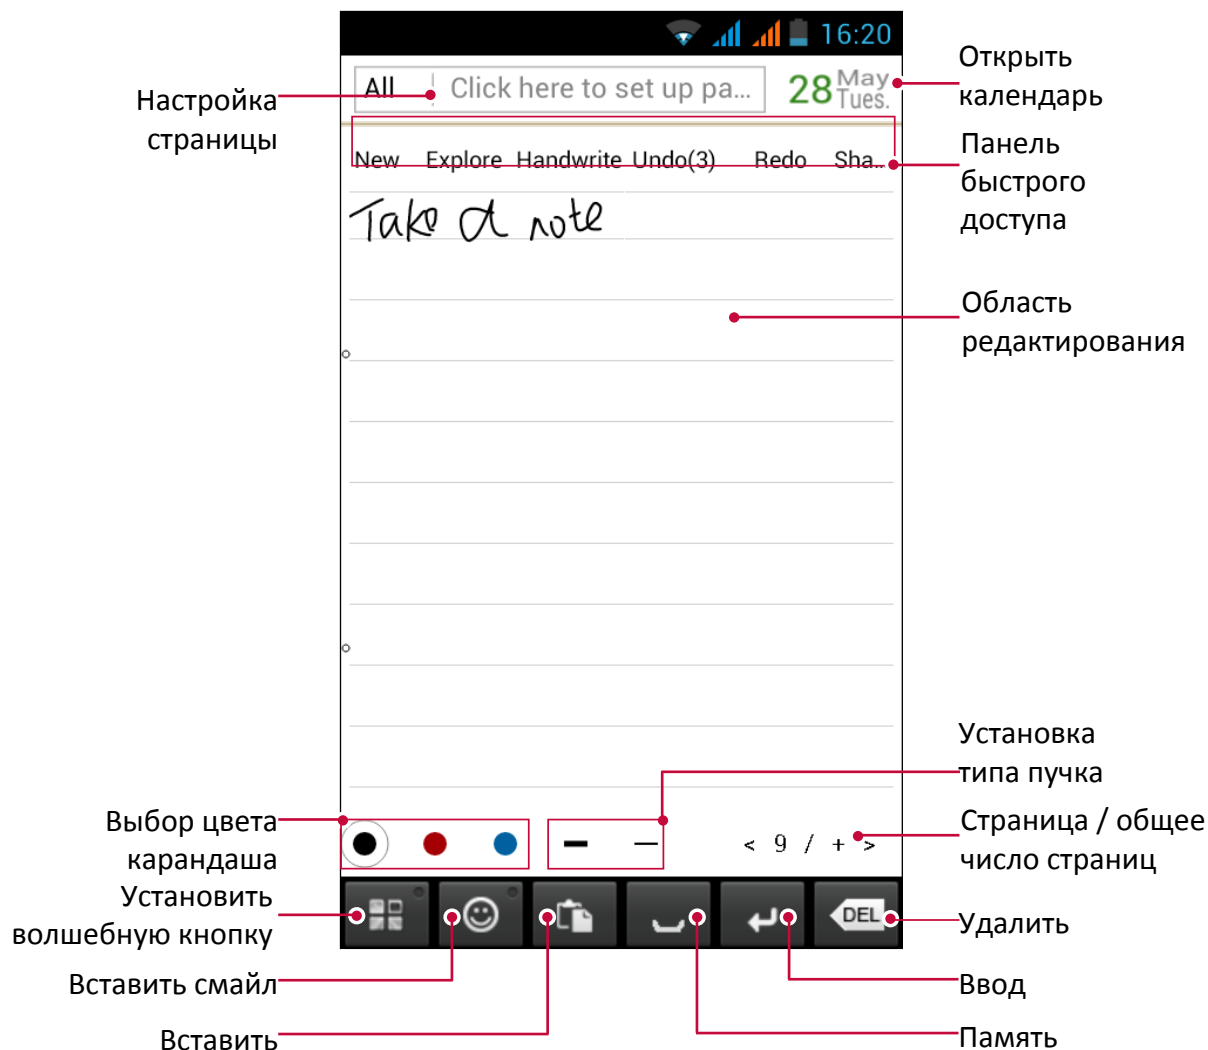 16:20
All Click here to set up pa...
28 May Tues.
Открыть
календарь
Настройка
страницы
New Explore Handwrite Undo(3) Redo Sha..
Панель
быстрого
доступа
Take a note
Область
редактирования
Установка
типа пучка
Выбор цвета
карандаша
< 9 / + >
Страница / общее
число страниц
Установить
волшебную кнопку
DEL
Удалить
Вставить смайл
Ввод
Вставить
Память